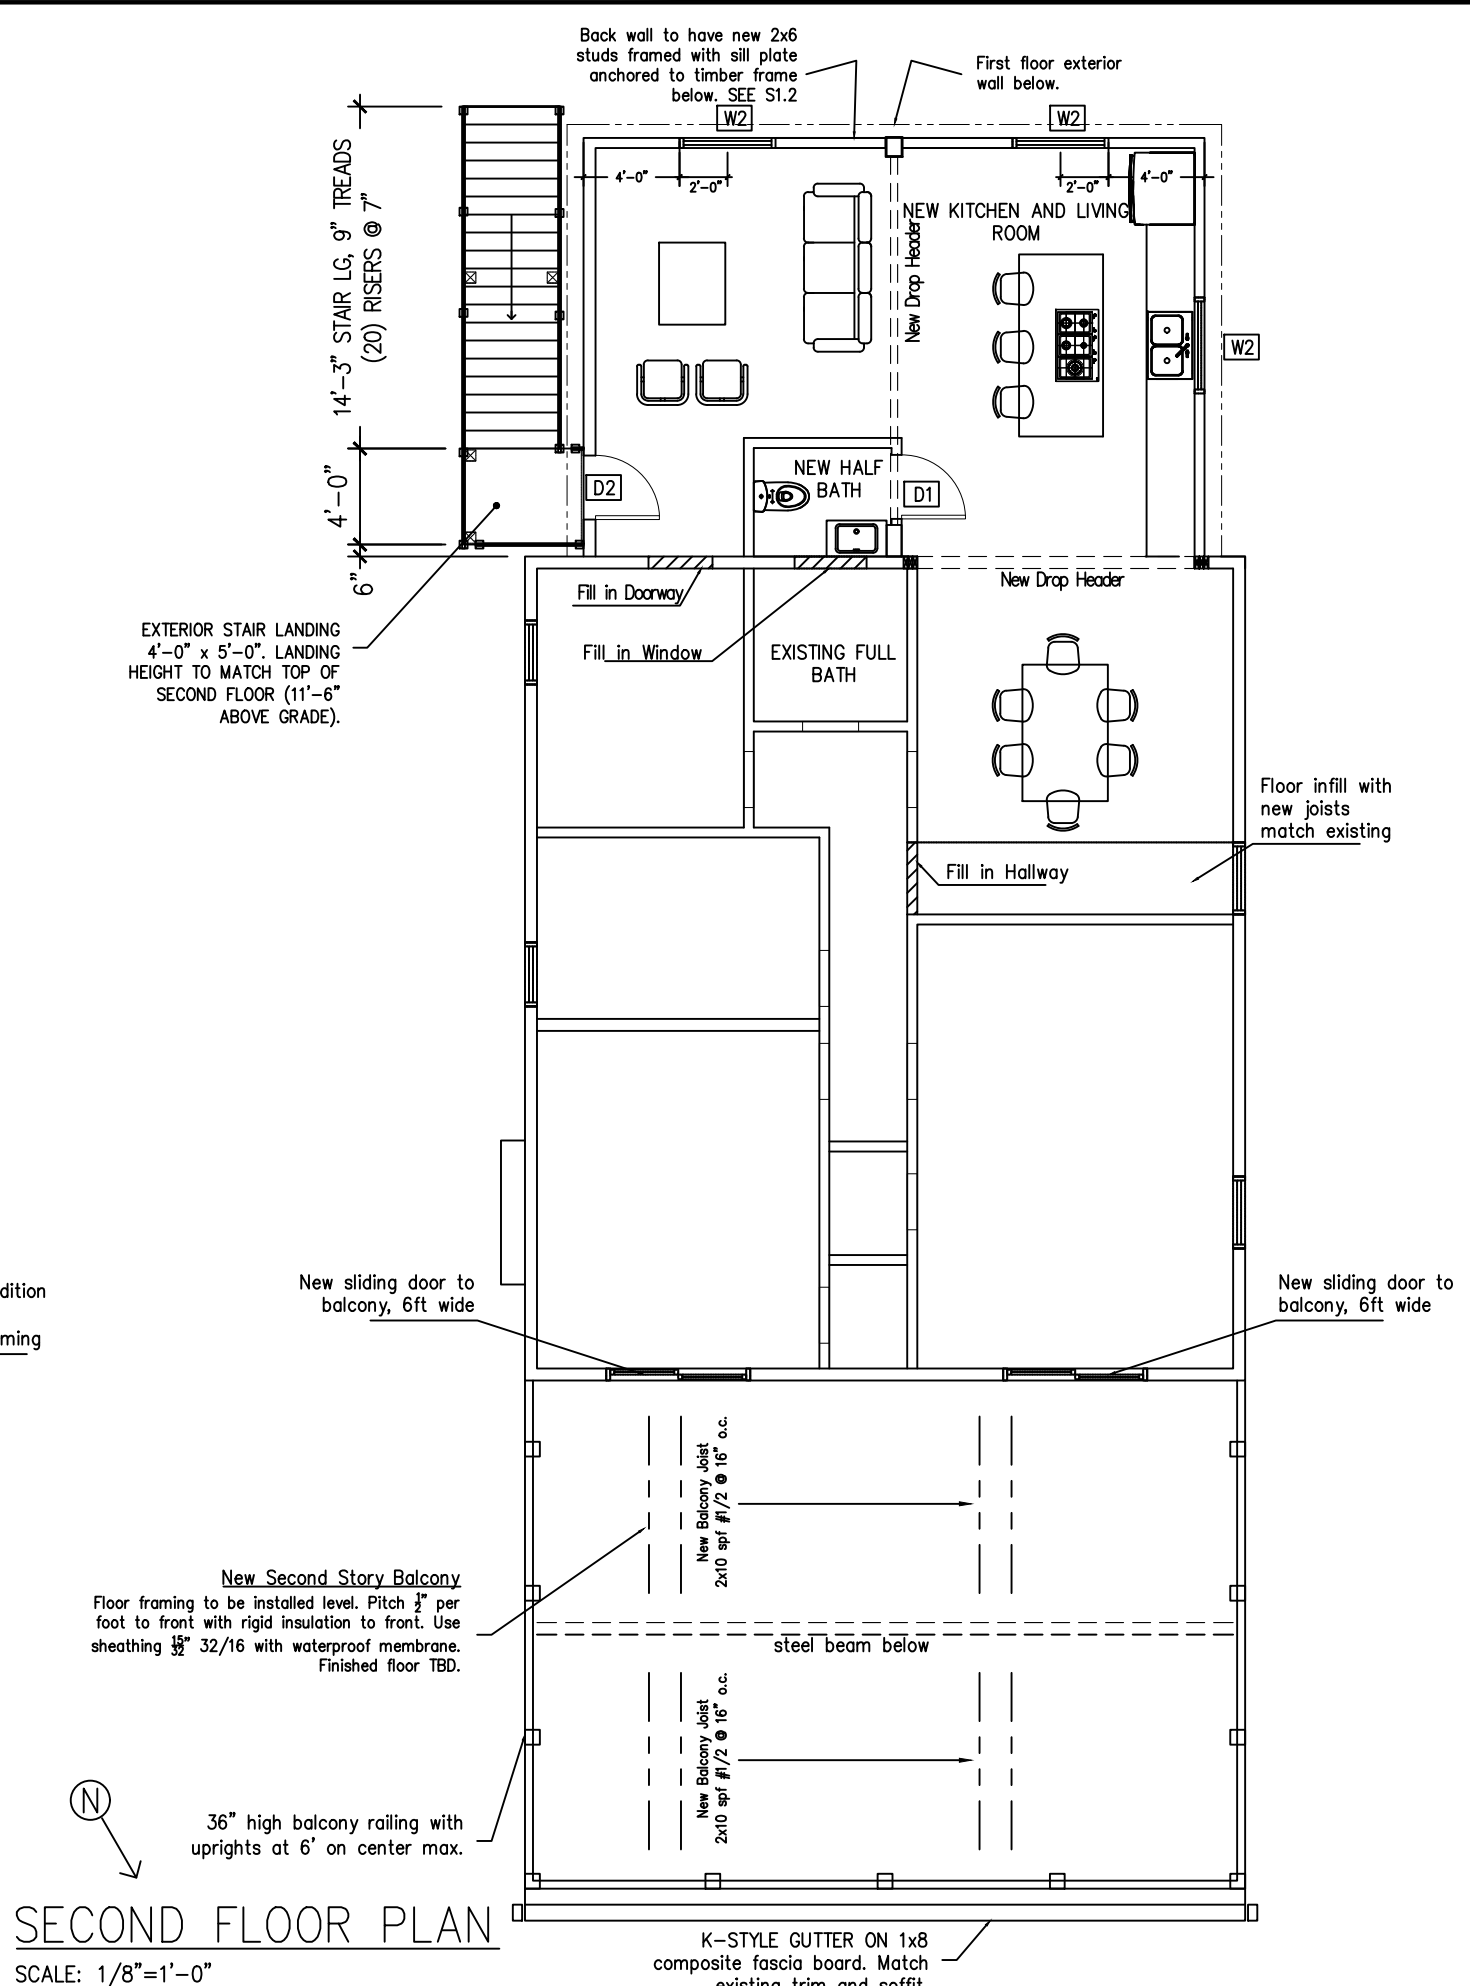 Back wall to have new 2x6
studs framed with sill plate
anchored to timber frame
below. SEE S1.2
First floor exterior
wall below.
W2
W2
4'-0"
2'-0"
2'-0"
4'-0"
14'-3" STAIR LG, 9" TREADS
(20) RISERS @ 7"
NEW KITCHEN AND LIVING
ROOM
New Drop Header
W2
4'-0"
D2
NEW HALF
BATH
D1
6"
New Drop Header
Fill in Doorway
EXTERIOR STAIR LANDING
4'-0" x 5'-0". LANDING
HEIGHT TO MATCH TOP OF
SECOND FLOOR (11'-6"
ABOVE GRADE).
Fill in Window
EXISTING FULL
BATH
Floor infill with
new joists
match existing
Fill in Hallway
dition
ming
New sliding door to
balcony, 6ft wide
New sliding door to
balcony, 6ft wide
New Balcony Joist
2x10 spf #1/2 @ 16" o.c.
New Second Story Balcony
Floor framing to be installed level. Pitch 1/2" per
foot to front with rigid insulation to front. Use
sheathing 15/32" 32/16 with waterproof membrane.
Finished floor TBD.
steel beam below
New Balcony Joist
2x10 spf #1/2 @ 16" o.c.
N
36" high balcony railing with
uprights at 6' on center max.
SECOND FLOOR PLAN
SCALE: 1/8"=1'-0"
K-STYLE GUTTER ON 1x8
composite fascia board. Match
existing trim and soffit.